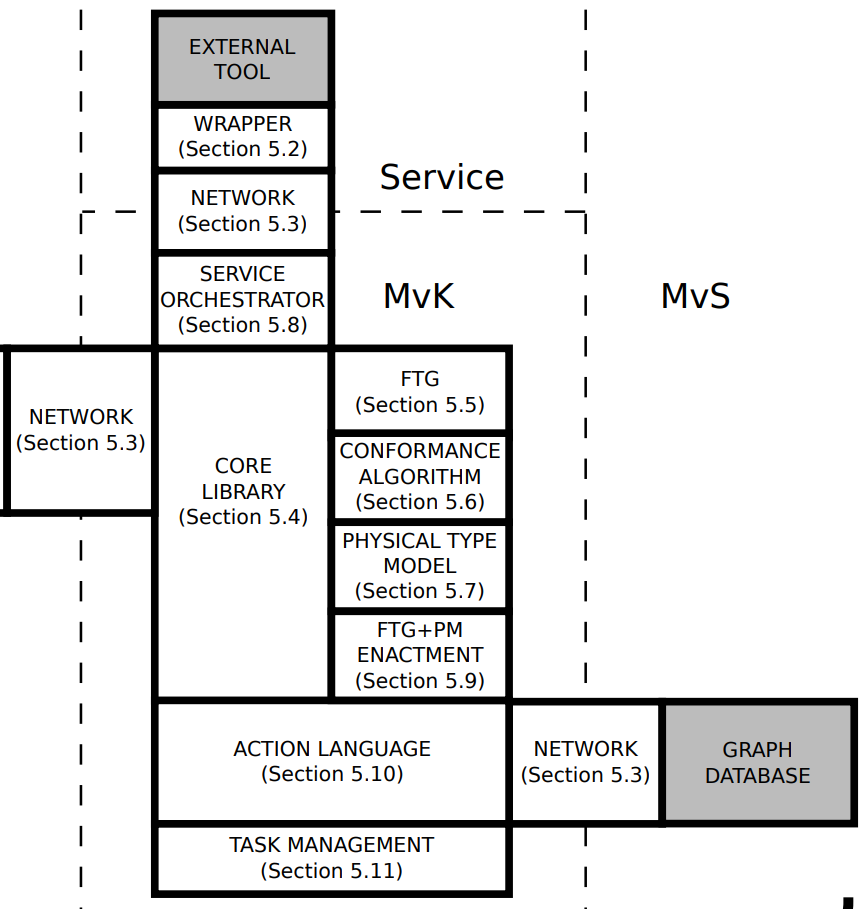 EXTERNAL
TOOL
WRAPPER
(Section 5.2)
Service
NETWORK
(Section 5.3)
SERVICE
ORCHESTRATOR
(Section 5.8)
MvK
MvS
NETWORK
(Section 5.3)
CORE
LIBRARY
(Section 5.4)
FTG
(Section 5.5)
CONFORMANCE
ALGORITHM
(Section 5.6)
PHYSICAL TYPE
MODEL
(Section 5.7)
FTG+PM
ENACTMENT
(Section 5.9)
ACTION LANGUAGE
(Section 5.10)
NETWORK
(Section 5.3)
GRAPH
DATABASE
TASK MANAGEMENT
(Section 5.11)